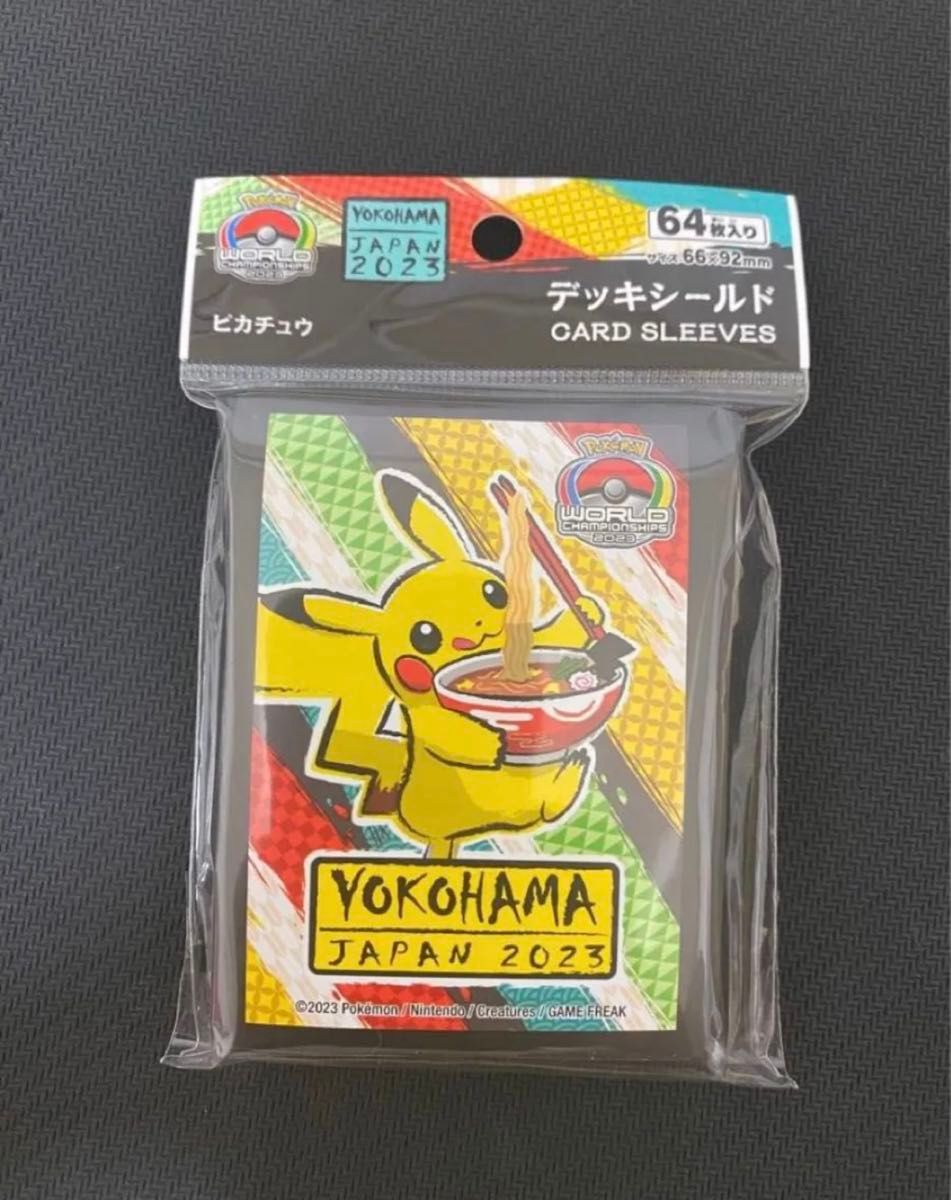 Pokémon
WORLD
CHAMPIONSHIPS
2023
YOKOHAMA
JAPAN
2023
64枚入り
サイズ 66×92mm
ピカチュウ
デッキシールド
CARD SLEEVES
Pokémon
WORLD
CHAMPIONSHIPS
2023
YOKOHAMA
JAPAN 2023
©2023 Pokémon / Nintendo / Creatures / GAME FREAK